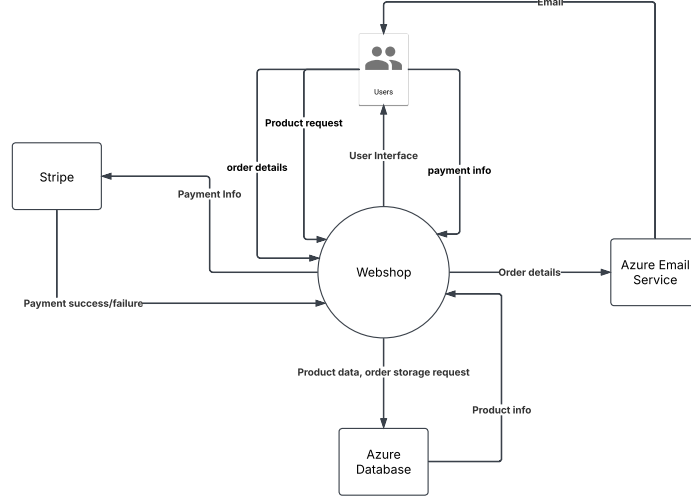 Email
Users
Product request
User Interface
order details
payment info
Stripe
Payment Info
Azure Email
Service
Webshop
Order details
Payment success/failure
Product data, order storage request
Product info
Azure
Database